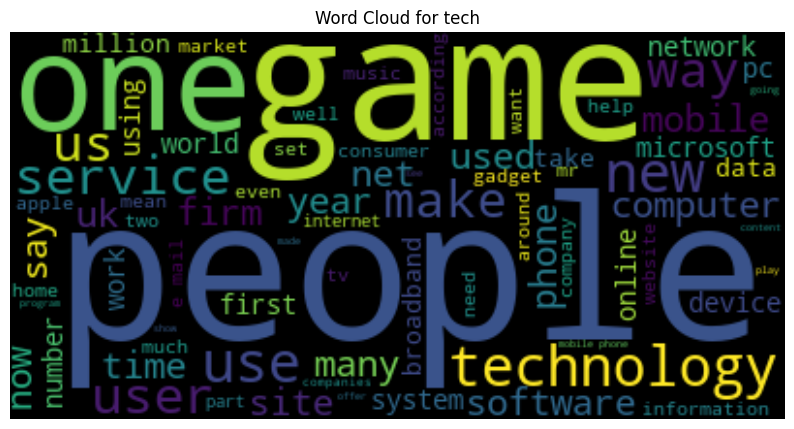 Word Cloud for tech
million market
one game
according
network
way pc
music
going
us using
world
well
set
want
help
mobile
consumer
used take
microsoft
service
net
gadget mr
new data
even
apple mean
uk two
firm
year
internet
make
computer
say
people
work
e mail
first
tv
broadband
need
around
phone
company
online
website
content
play
device
home
program
made
show
now
number
time
much
use many
mobile phone
technology
companies
user
part
site
offer
system
software
information
time